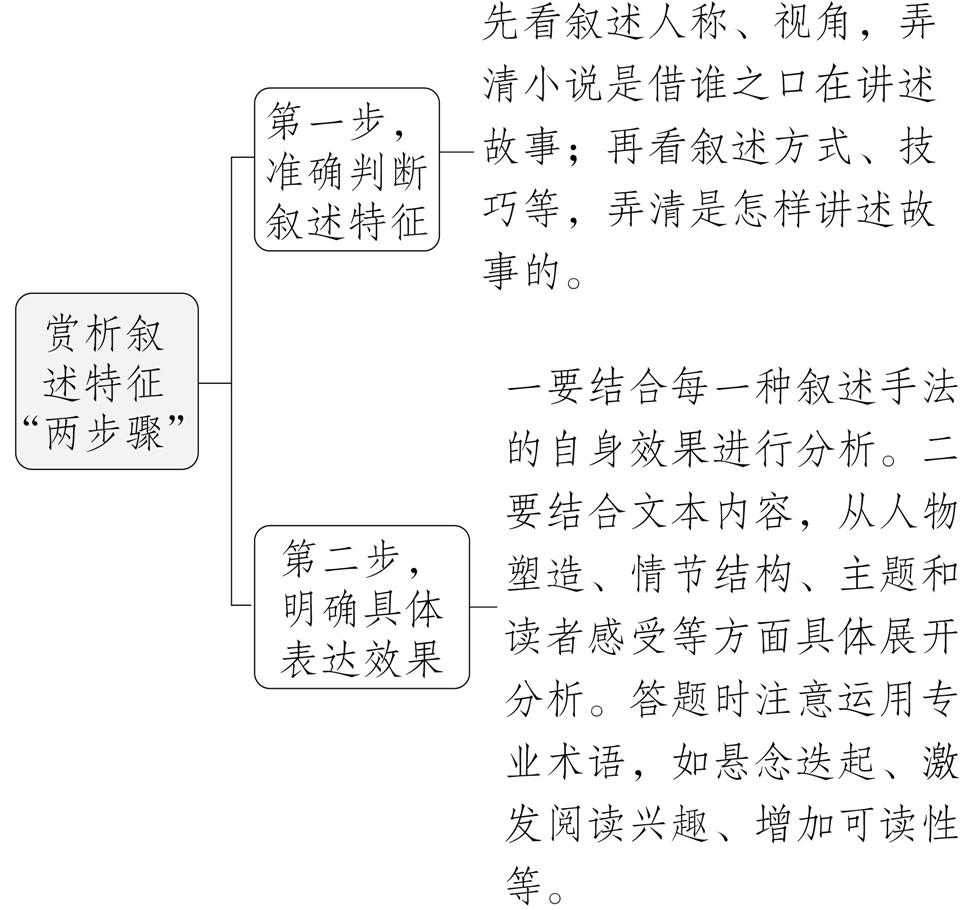 赏析叙
述特征
“两步骤”
第一步，
准确判断
叙述特征
先看叙述人称、视角，弄
清小说是借谁之口在讲述
故事；再看叙述方式、技
巧等，弄清是怎样讲述故
事的。
第二步，
明确具体
表达效果
一要结合每一种叙述手法
的自身效果进行分析。二
要结合文本内容，从人物
塑造、情节结构、主题和
读者感受等方面具体展开
分析。答题时注意运用专
业术语，如悬念迭起、激
发阅读兴趣、增加可读性
等。